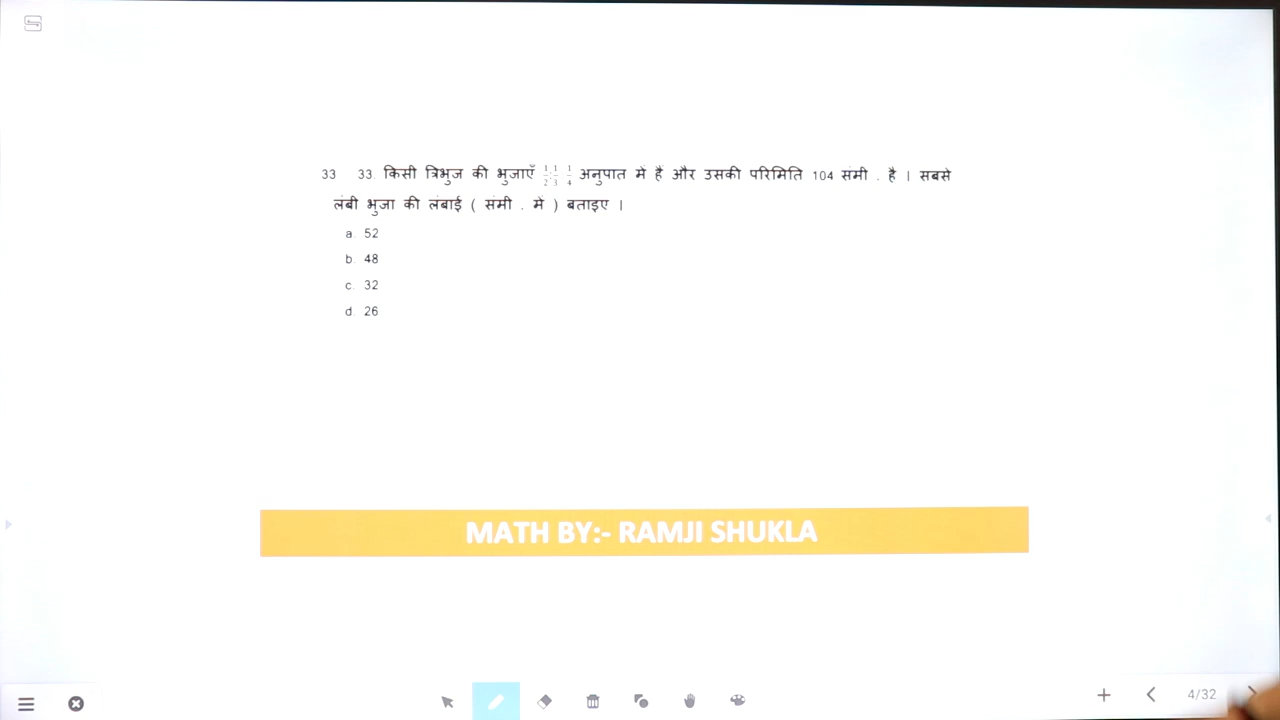 33 33. किसी त्रिभुज की भुजाएँ 1/2:1/3 1/4 अनुपात में हैं और उसकी परिमिति 104 संमी . है । सबसे
लंबी भुजा की लंबाई ( संमी . में ) बताइए ।
a. 52
b. 48
c. 32
d. 26
MATH BY:- RAMJI SHUKLA
4/32